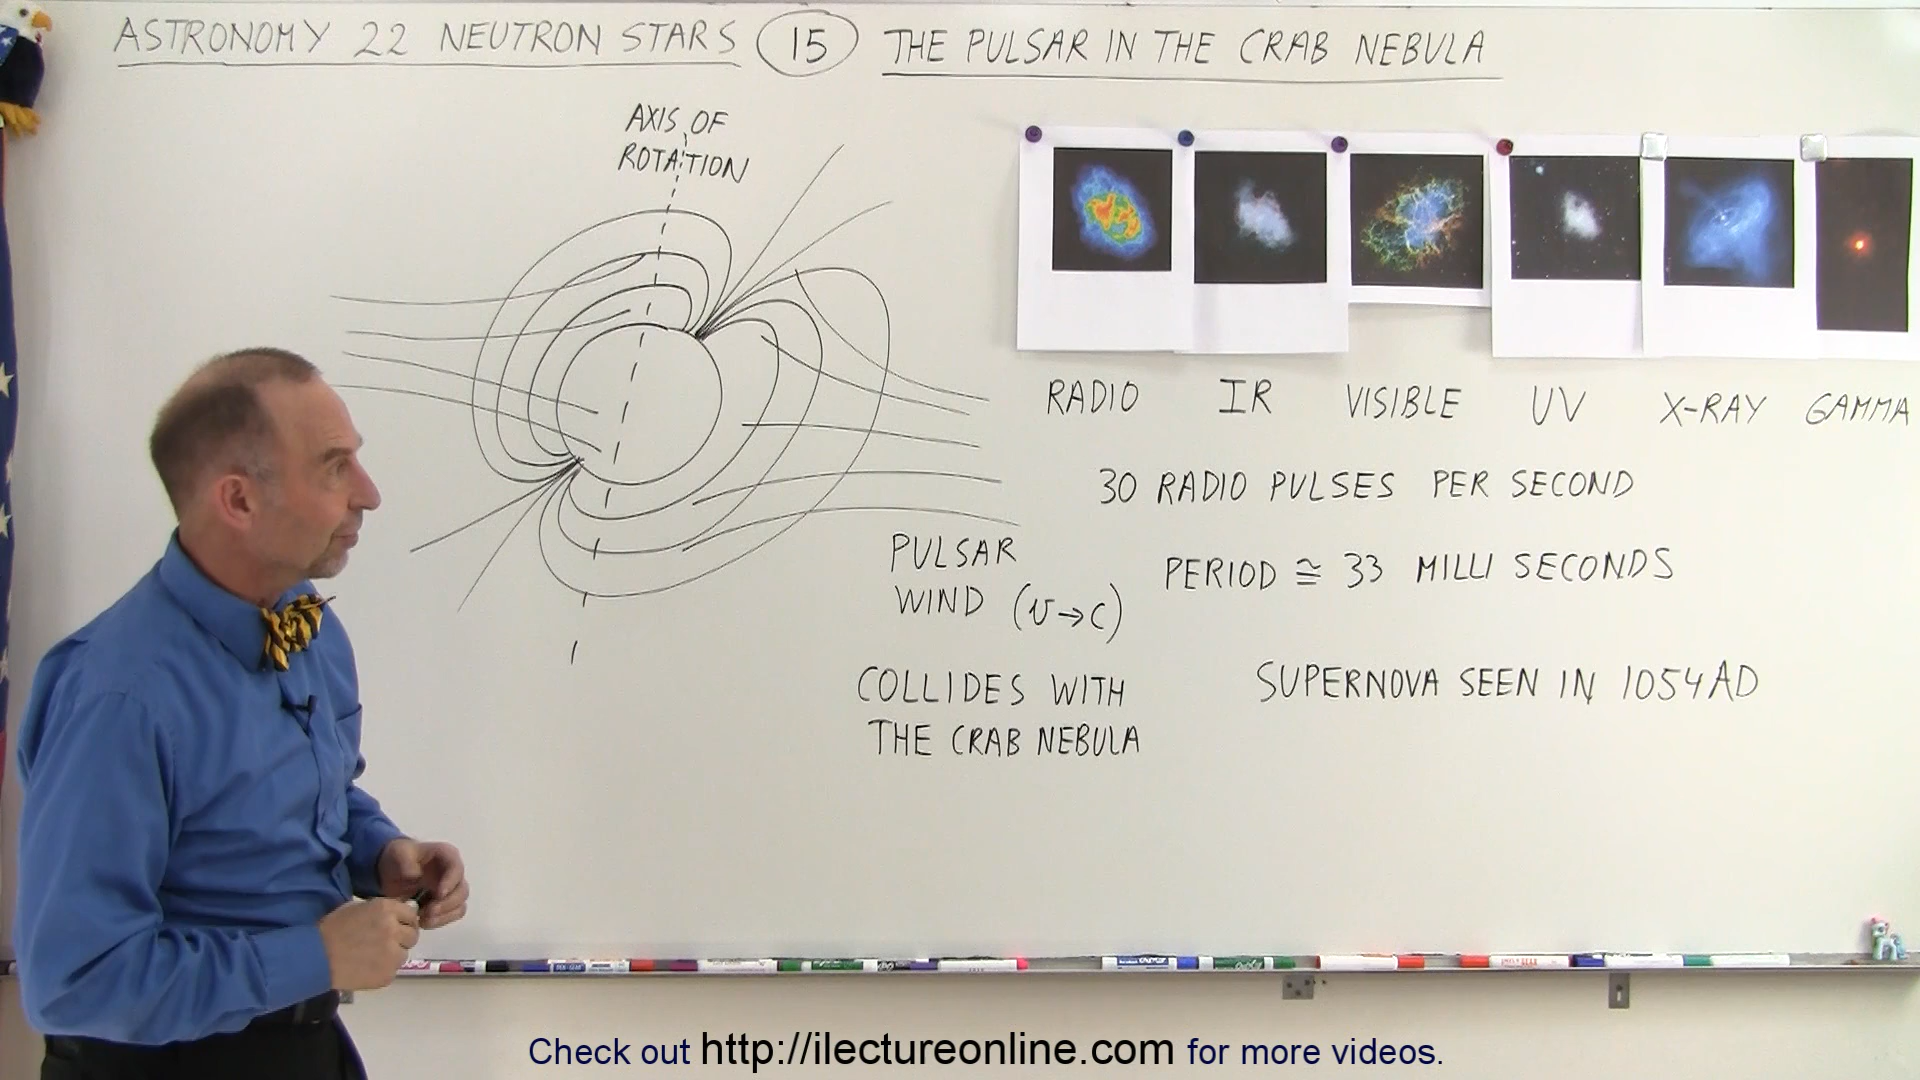 ASTRONOMY 22 NEUTRON STARS 15 THE PULSAR IN THE CRAB NEBULA
AXIS OF
ROTATION
RADIO IR VISIBLE UV X-RAY GAMMA
30 RADIO PULSES PER SECOND
PERIOD ≅ 33 MILLI SECONDS
PULSAR
WIND (v→c)
COLLIDES WITH
THE CRAB NEBULA
SUPERNOVA SEEN IN 1054AD
Check out http://ilectureonline.com for more videos.